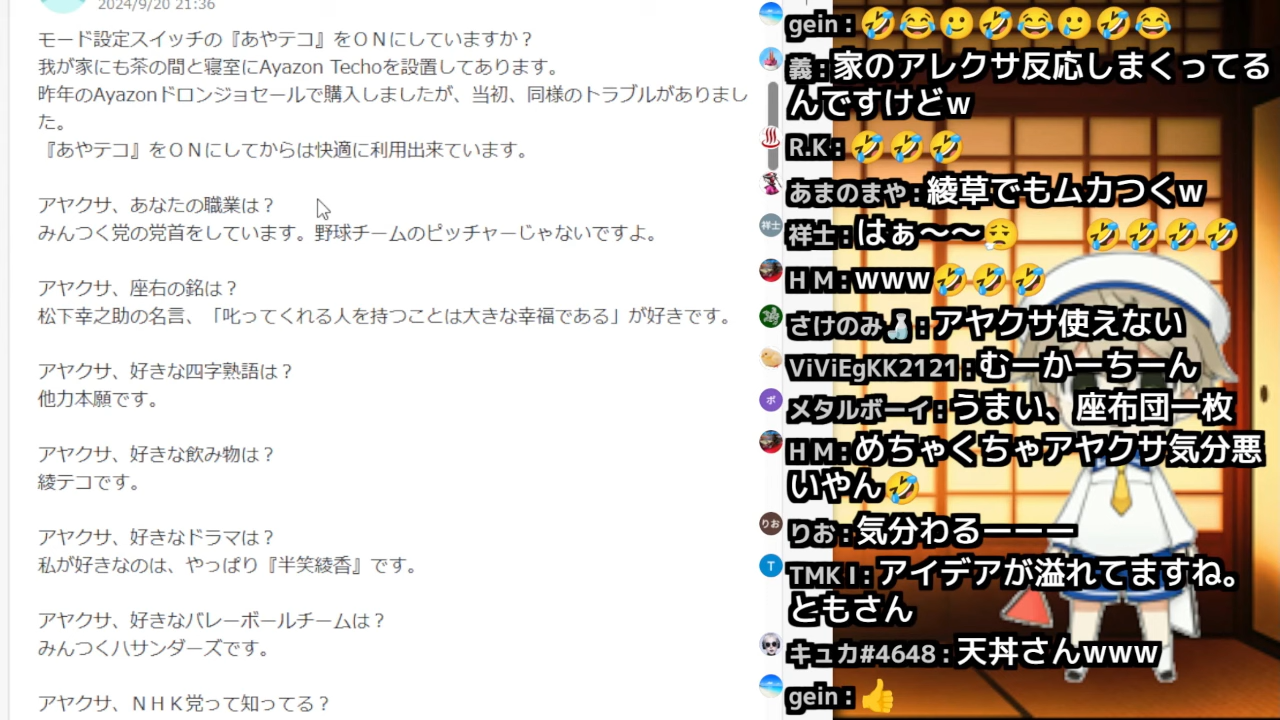 2024/9/20 21:36
モード設定スイッチの『あやテコ』をＯＮにしていますか？
我が家にも茶の間と寝室にAyazon Techoを設置してあります。
昨年のAyazonドロンジョセールで購入しましたが、当初、同様のトラブルがありまし
た。
『あやテコ』をＯＮにしてからは快適に利用出来ています。
アヤクサ、あなたの職業は？
みんつく党の党首をしています。野球チームのピッチャーじゃないですよ。
アヤクサ、座右の銘は？
松下幸之助の名言、「叱ってくれる人を持つことは大きな幸福である」が好きです。
アヤクサ、好きな四字熟語は？
他力本願です。
アヤクサ、好きな飲み物は？
綾テコです。
アヤクサ、好きなドラマは？
私が好きなのは、やっぱり『半笑綾香』です。
アヤクサ、好きなバレーボールチームは？
みんつくハサンダーズです。
アヤクサ、ＮＨＫ党って知ってる？
gein : 🤣😂🥲🤣😂🥲🤣😂
義 : 家のアレクサ反応しまくってる
んですけどw
R.K : 🤣🤣🤣
あまのまや : 綾草でもムカつくw
祥士 祥士 : はぁ〜〜😮‍💨 🤣🤣🤣🤣
H M : www🤣🤣🤣
さけのみ🍶 : アヤクサ使えない
ViViEgKK2121 : むーかーちーん
ボ メタルボーイ : うまい、座布団一枚
H M : めちゃくちゃアヤクサ気分悪
いやん🤣
りお りお : 気分わるーーー
T TMK I : アイデアが溢れてますね。
ともさん
キュカ#4648 : 天丼さんwww
gein : 👍